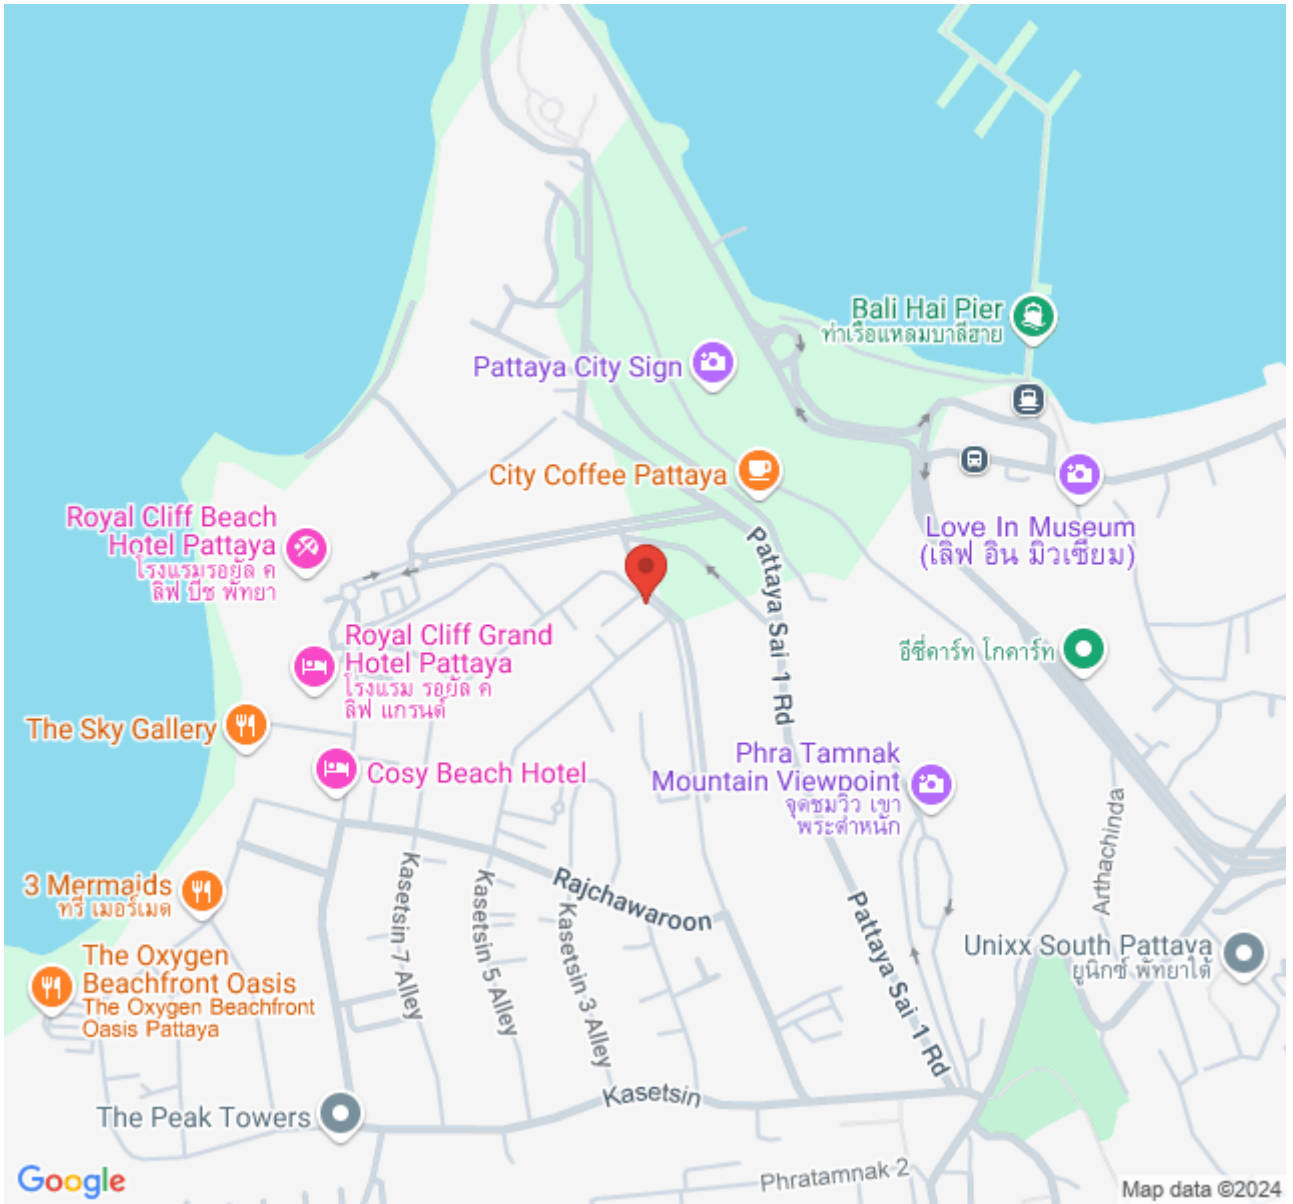 Bali Hai Pier
ท่าเรือแหลมบาลีฮาย
Pattaya City Sign
City Coffee Pattaya
Love In Museum
(เลิฟ อิน มิวเซียม)
Royal Cliff Beach
Hotel Pattaya
โรงแรมรอยัล ค
ลิฟ บีช พัทยา
Pattaya Sai 1 Rd
Royal Cliff Grand
Hotel Pattaya
โรงแรม รอยัล ค
ลิฟ แกรนด์
อีซี่คาร์ท โกคาร์ท
The Sky Gallery
Cosy Beach Hotel
Phra Tamnak
Mountain Viewpoint
จุดชมวิว เขา
พระตำหนัก
Arthachinda
3 Mermaids
ทรี เมอร์เมด
Kasetsin 7 Alley
Kasetsin 5 Alley
Kasetsin 3 Alley
Rajchawaroon
Pattaya Sai 1 Rd
Unixx South Pattaya
ยูนิกซ์ พัทยาใต้
The Oxygen
Beachfront Oasis
The Oxygen Beachfront
Oasis Pattaya
The Peak Towers
Kasetsin
Phratamnak 2
Google
Map data ©2024